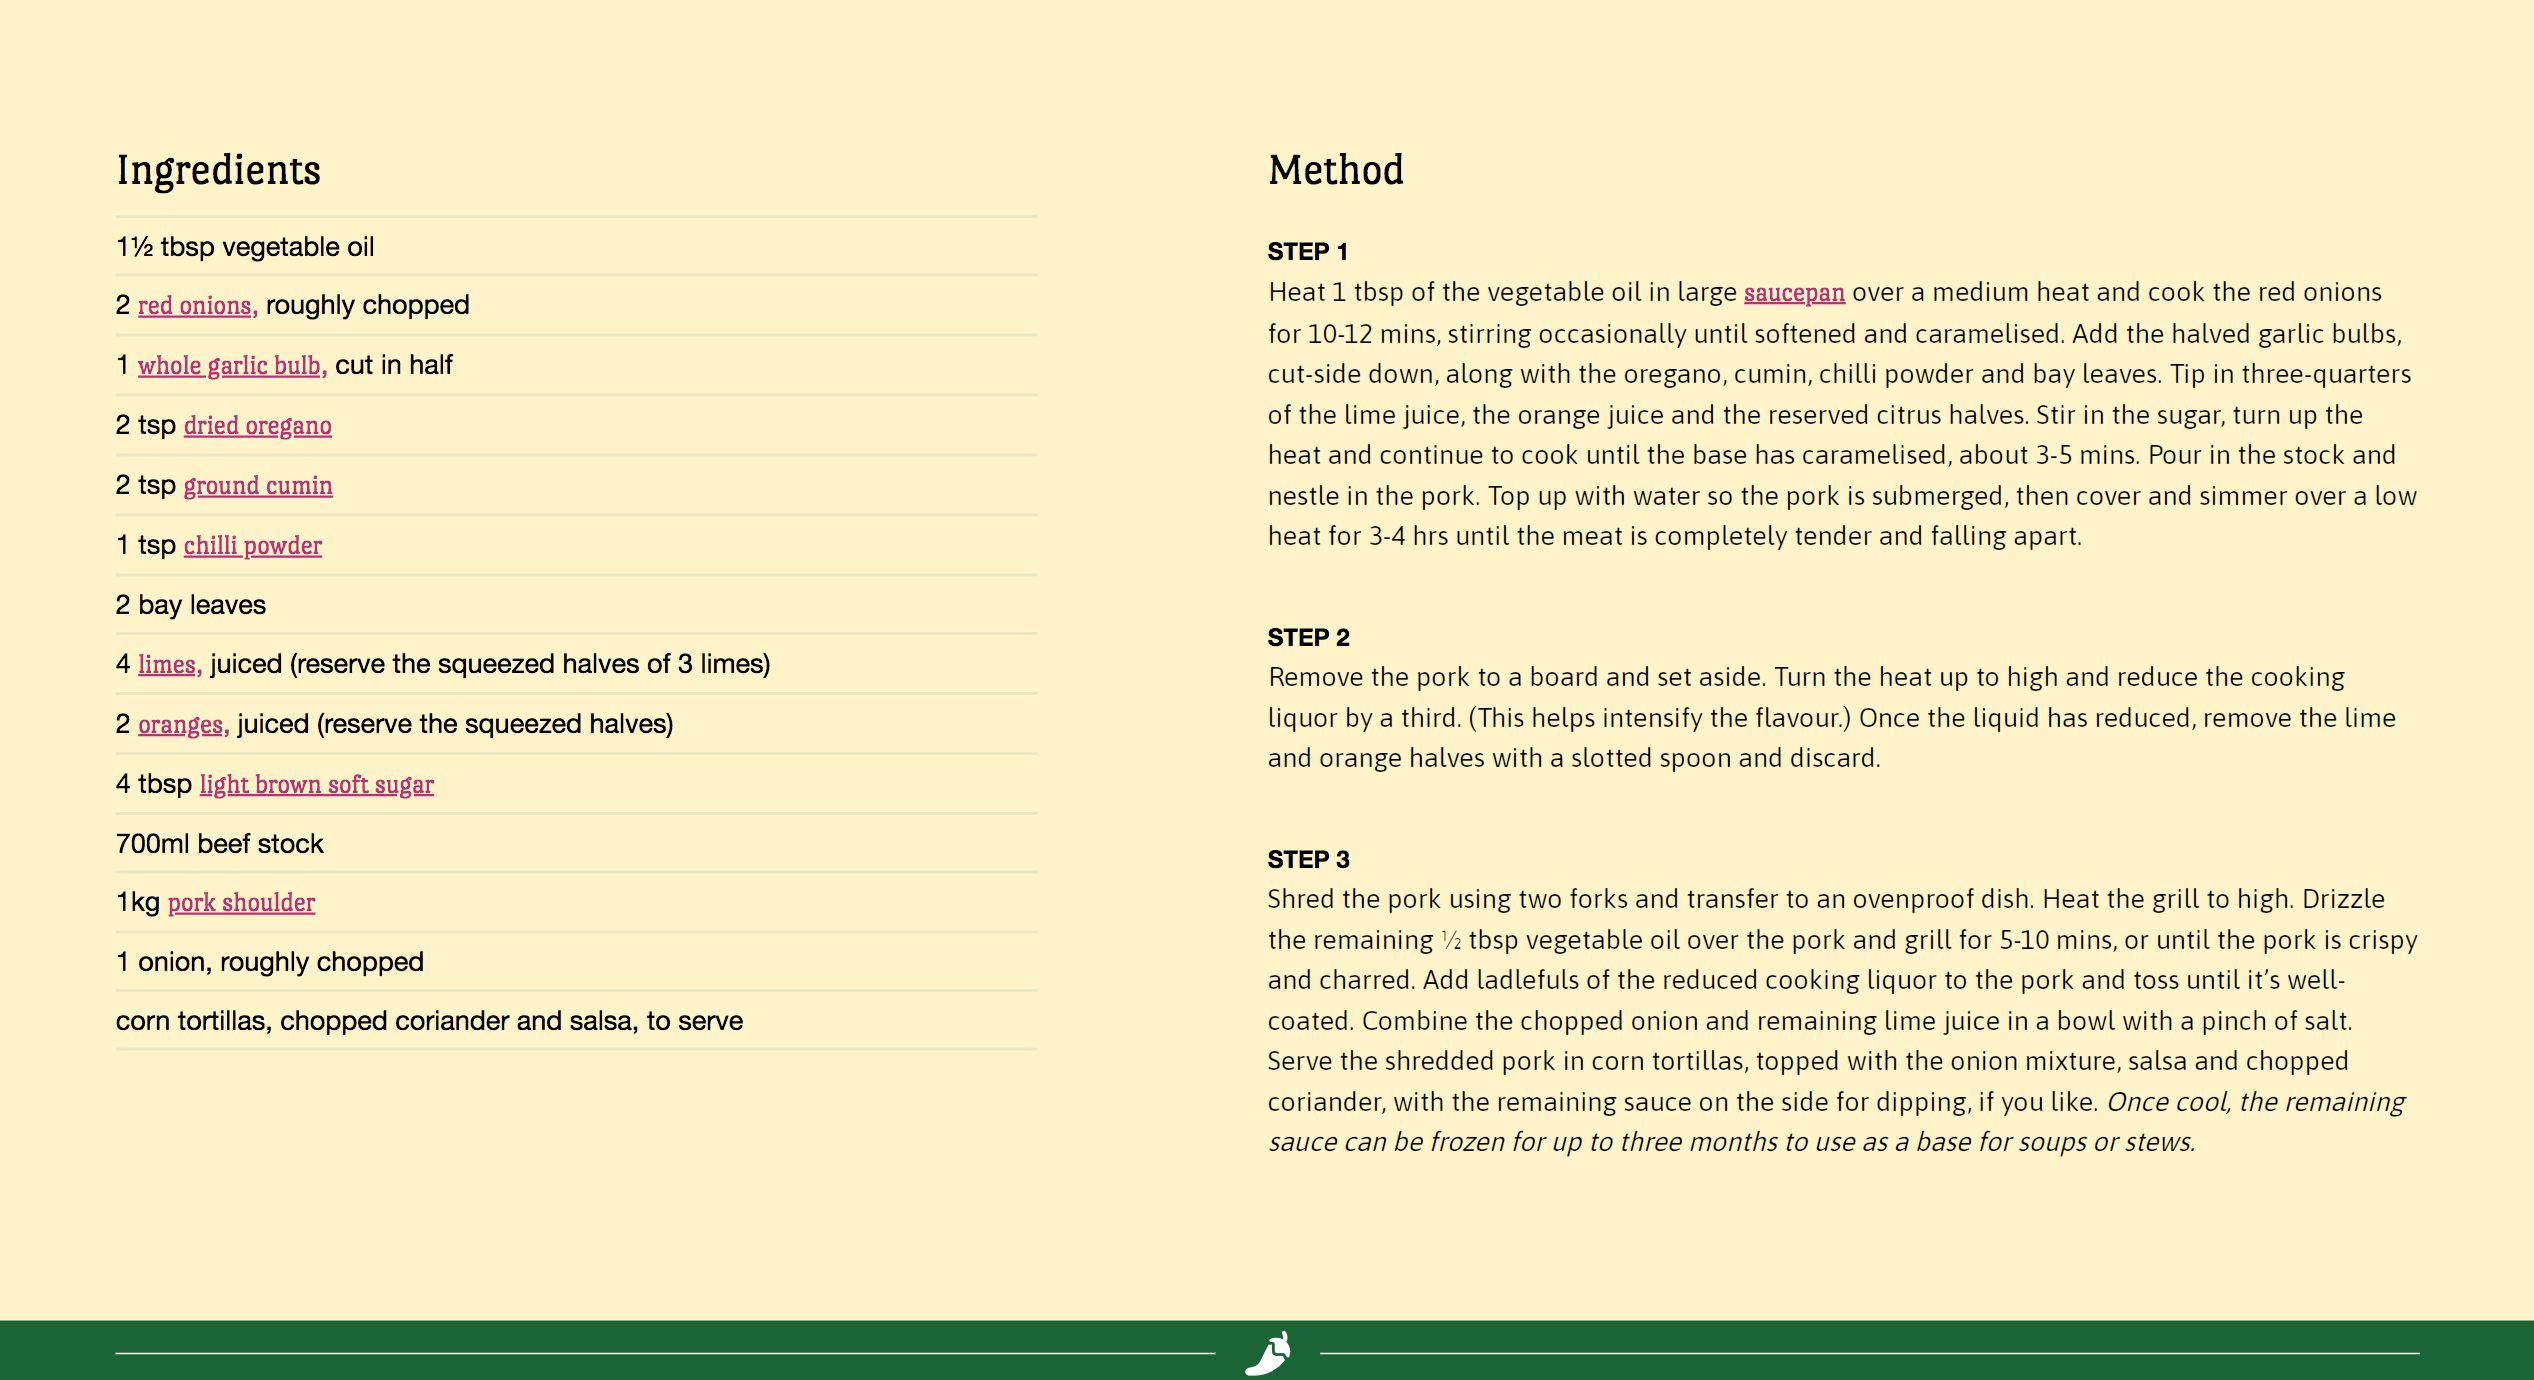 Ingredients
1½ tbsp vegetable oil
2 red onions, roughly chopped
1 whole garlic bulb, cut in half
2 tsp dried oregano
2 tsp ground cumin
1 tsp chilli powder
2 bay leaves
4 limes, juiced (reserve the squeezed halves of 3 limes)
2 oranges, juiced (reserve the squeezed halves)
4 tbsp light brown soft sugar
700ml beef stock
1kg pork shoulder
1 onion, roughly chopped
corn tortillas, chopped coriander and salsa, to serve
Method
STEP 1
Heat 1 tbsp of the vegetable oil in large saucepan over a medium heat and cook the red onions
for 10-12 mins, stirring occasionally until softened and caramelised. Add the halved garlic bulbs,
cut-side down, along with the oregano, cumin, chilli powder and bay leaves. Tip in three-quarters
of the lime juice, the orange juice and the reserved citrus halves. Stir in the sugar, turn up the
heat and continue to cook until the base has caramelised, about 3-5 mins. Pour in the stock and
nestle in the pork. Top up with water so the pork is submerged, then cover and simmer over a low
heat for 3-4 hrs until the meat is completely tender and falling apart.
STEP 2
Remove the pork to a board and set aside. Turn the heat up to high and reduce the cooking
liquor by a third. (This helps intensify the flavour.) Once the liquid has reduced, remove the lime
and orange halves with a slotted spoon and discard.
STEP 3
Shred the pork using two forks and transfer to an ovenproof dish. Heat the grill to high. Drizzle
the remaining ½ tbsp vegetable oil over the pork and grill for 5-10 mins, or until the pork is crispy
and charred. Add ladlefuls of the reduced cooking liquor to the pork and toss until it's well-
coated. Combine the chopped onion and remaining lime juice in a bowl with a pinch of salt.
Serve the shredded pork in corn tortillas, topped with the onion mixture, salsa and chopped
coriander, with the remaining sauce on the side for dipping, if you like. Once cool, the remaining
sauce can be frozen for up to three months to use as a base for soups or stews.